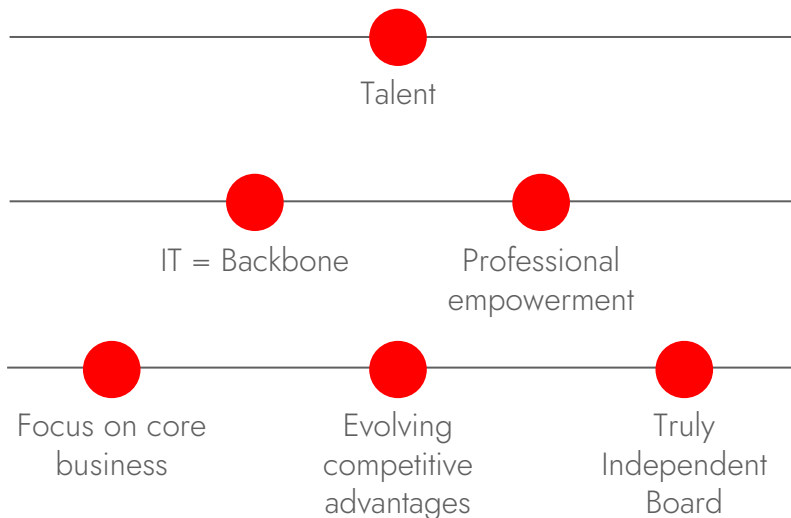 Talent
IT = Backbone
Professional
empowerment
Focus on core
business
Evolving
competitive
advantages
Truly
Independent
Board